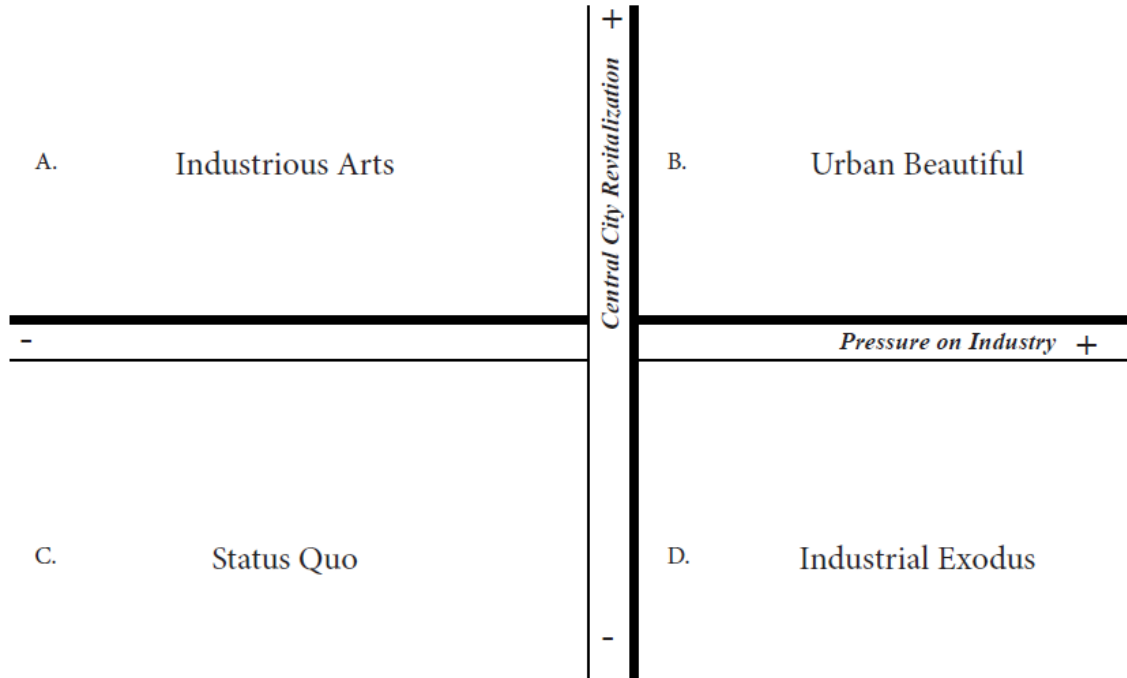 +
Central City Revitalization
A. Industrious Arts
B. Urban Beautiful
-
Pressure on Industry +
C. Status Quo
D. Industrial Exodus
-